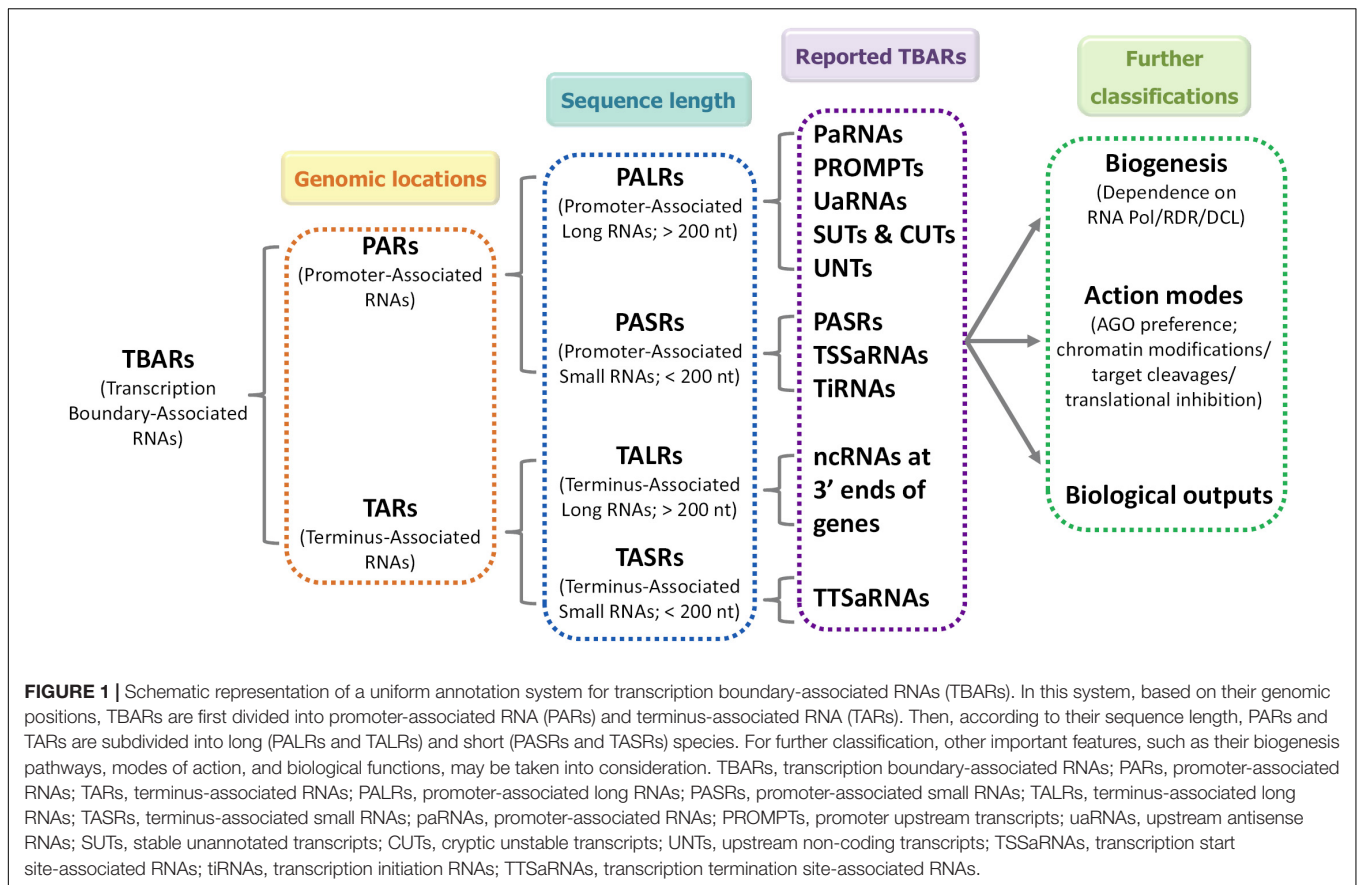 Reported TBARs
Further
classifications
Sequence length
Genomic locations
TBARs
(Transcription
Boundary-Associated
RNAs)
PARs
(Promoter-Associated
RNAs)
TARs
(Terminus-Associated
RNAs)
PALRs
(Promoter-Associated
Long RNAs; > 200 nt)
PASRs
(Promoter-Associated
Small RNAs; < 200 nt)
TALRs
(Terminus-Associated
Long RNAs; > 200 nt)
TASRs
(Terminus-Associated
Small RNAs; < 200 nt)
PaRNAs
PROMPTs
UaRNAs
SUTs & CUTs
UNTs
PASRs
TSSaRNAs
TiRNAs
ncRNAs at
3' ends of
genes
TTSaRNAs
Biogenesis
(Dependence on
RNA Pol/RDR/DCL)
Action modes
(AGO preference;
chromatin modifications/
target cleavages/
translational inhibition)
Biological outputs
FIGURE 1 | Schematic representation of a uniform annotation system for transcription boundary-associated RNAs (TBARs). In this system, based on their genomic
positions, TBARs are first divided into promoter-associated RNA (PARs) and terminus-associated RNA (TARs). Then, according to their sequence length, PARs and
TARs are subdivided into long (PALRs and TALRs) and short (PASRs and TASRs) species. For further classification, other important features, such as their biogenesis
pathways, modes of action, and biological functions, may be taken into consideration. TBARs, transcription boundary-associated RNAs; PARs, promoter-associated
RNAs; TARs, terminus-associated RNAs; PALRs, promoter-associated long RNAs; PASRs, promoter-associated small RNAs; TALRs, terminus-associated long
RNAs; TASRs, terminus-associated small RNAs; paRNAs, promoter-associated RNAs; PROMPTs, promoter upstream transcripts; uaRNAs, upstream antisense
RNAs; SUTs, stable unannotated transcripts; CUTs, cryptic unstable transcripts; UNTs, upstream non-coding transcripts; TSSaRNAs, transcription start
site-associated RNAs; tiRNAs, transcription initiation RNAs; TTSaRNAs, transcription termination site-associated RNAs.